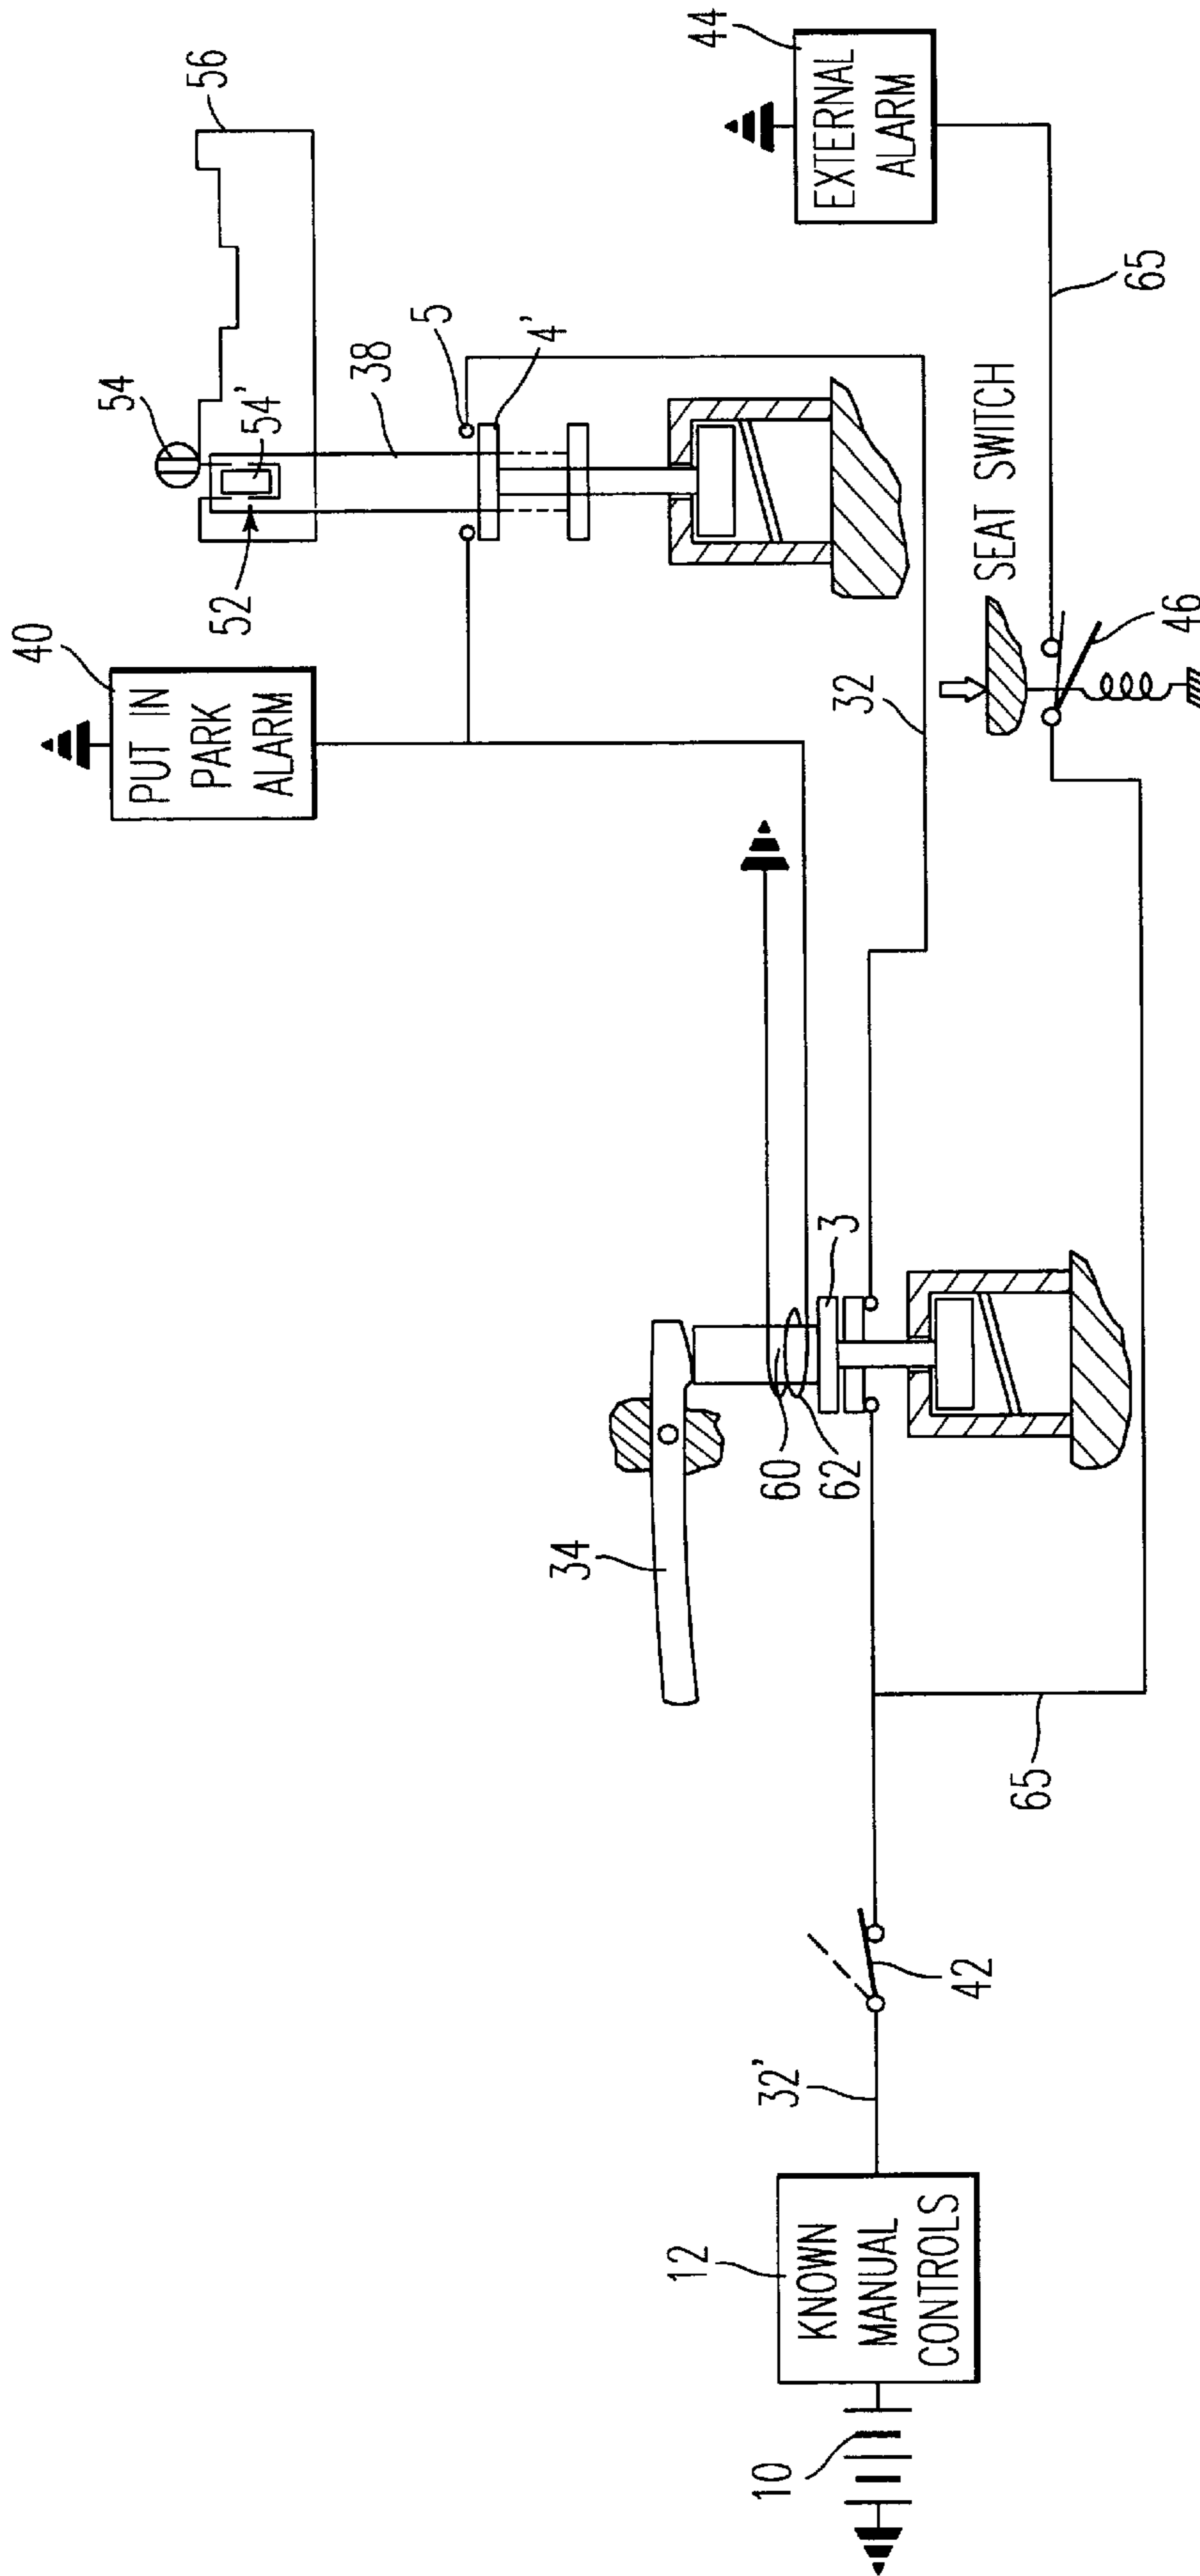 44
EXTERNAL
ALARM
65
56
54
54'
52
38
5
4'
SEAT SWITCH
46
40
PUT IN
PARK
ALARM
32
3
60
62
34
65
42
32'
12
KNOWN
MANUAL
CONTROLS
10